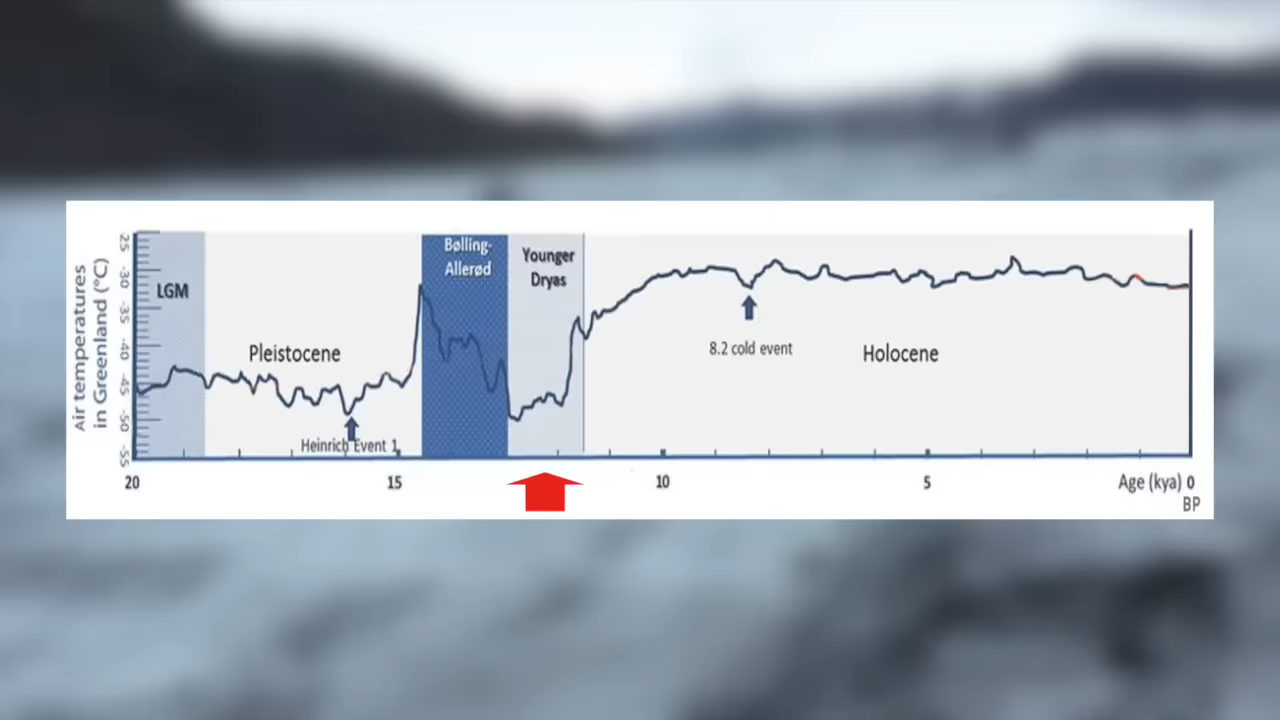 Air temperatures
in Greenland (°C)
25
-30
-35
-40
-45
-50
-55
LGM
Pleistocene
Heinrich Event 1
Bølling-
Allerød
Younger
Dryas
8.2 cold event
Holocene
20
15
10
5
Age (kya) 0
BP